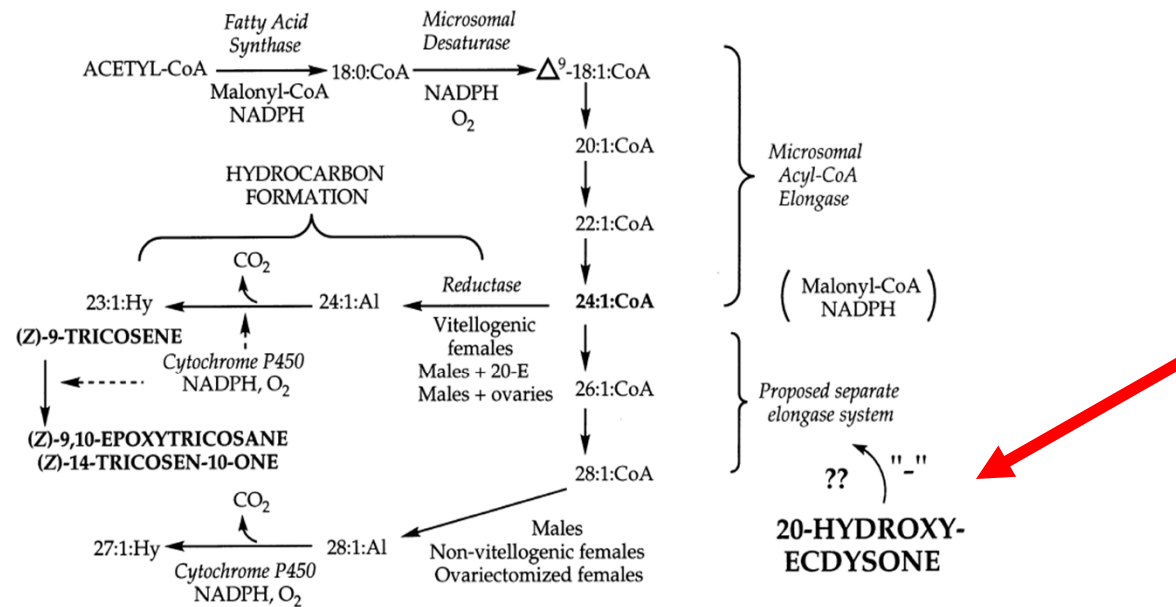 Fatty Acid
Synthase
Microsomal
Desaturase
ACETYL-CoA
18:0:CoA
Δ⁹-18:1:CoA
Malonyl-CoA
NADPH
NADPH
O₂
20:1:CoA
Microsomal
Acyl-CoA
Elongase
HYDROCARBON
FORMATION
22:1:CoA
CO₂
Reductase
23:1:Hy
24:1:Al
24:1:CoA
Malonyl-CoA
NADPH
(Z)-9-TRICOSENE
Vitellogenic
females
Males + 20-E
Males + ovaries
Cytochrome P450
NADPH, O₂
26:1:CoA
Proposed separate
elongase system
(Z)-9,10-EPOXYTRICOSANE
(Z)-14-TRICOSEN-10-ONE
28:1:CoA
?? "-"
20-HYDROXY-
ECDYSONE
CO₂
27:1:Hy
28:1:Al
Males
Non-vitellogenic females
Ovariectomized females
Cytochrome P450
NADPH, O₂